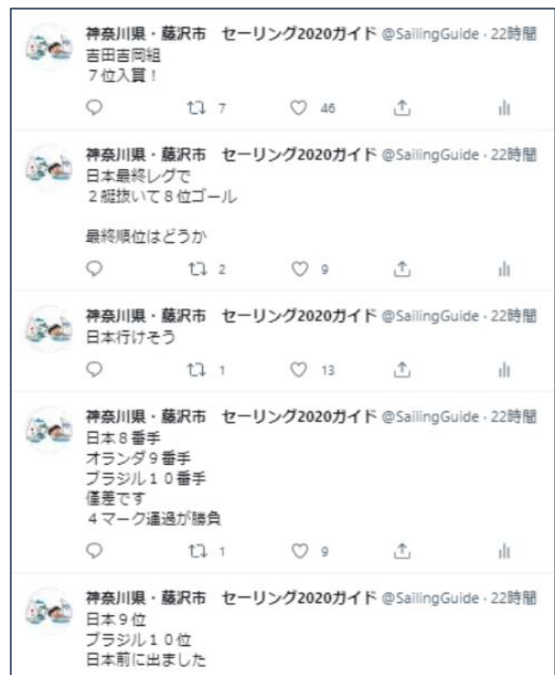 神奈川県・藤沢市　セーリング2020ガイド @SailingGuide · 22時間
吉田吉岡組
７位入賞！
7 46
神奈川県・藤沢市　セーリング2020ガイド @SailingGuide · 22時間
日本最終レグで
２艇抜いて８位ゴール
最終順位はどうか
2 9
神奈川県・藤沢市　セーリング2020ガイド @SailingGuide · 22時間
日本行けそう
1 13
神奈川県・藤沢市　セーリング2020ガイド @SailingGuide · 22時間
日本８番手
オランダ９番手
ブラジル１０番手
僅差です
４マーク通過が勝負
1 9
神奈川県・藤沢市　セーリング2020ガイド @SailingGuide · 22時間
日本９位
ブラジル１０位
日本前に出ました